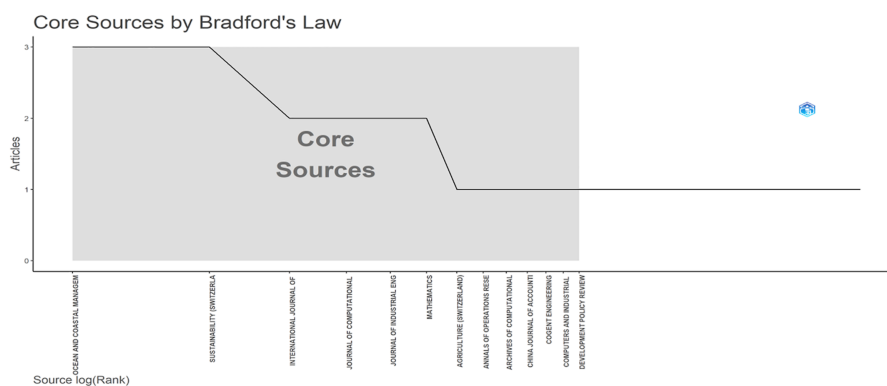 Core Sources by Bradford's Law
3
2
1
0
Articles
Core
Sources
OCEAN AND COASTAL MANAGEM
SUSTAINABILITY (SWITZERLA
INTERNATIONAL JOURNAL OF
JOURNAL OF COMPUTATIONAL
JOURNAL OF INDUSTRIAL ENG
MATHEMATICS
AGRICULTURE (SWITZERLAND)
ANNALS OF OPERATIONS RESE
ARCHIVES OF COMPUTATIONAL
CHINA JOURNAL OF ACCOUNTI
COGENT ENGINEERING
COMPUTERS AND INDUSTRIAL
DEVELOPMENT POLICY REVIEW
Source log(Rank)